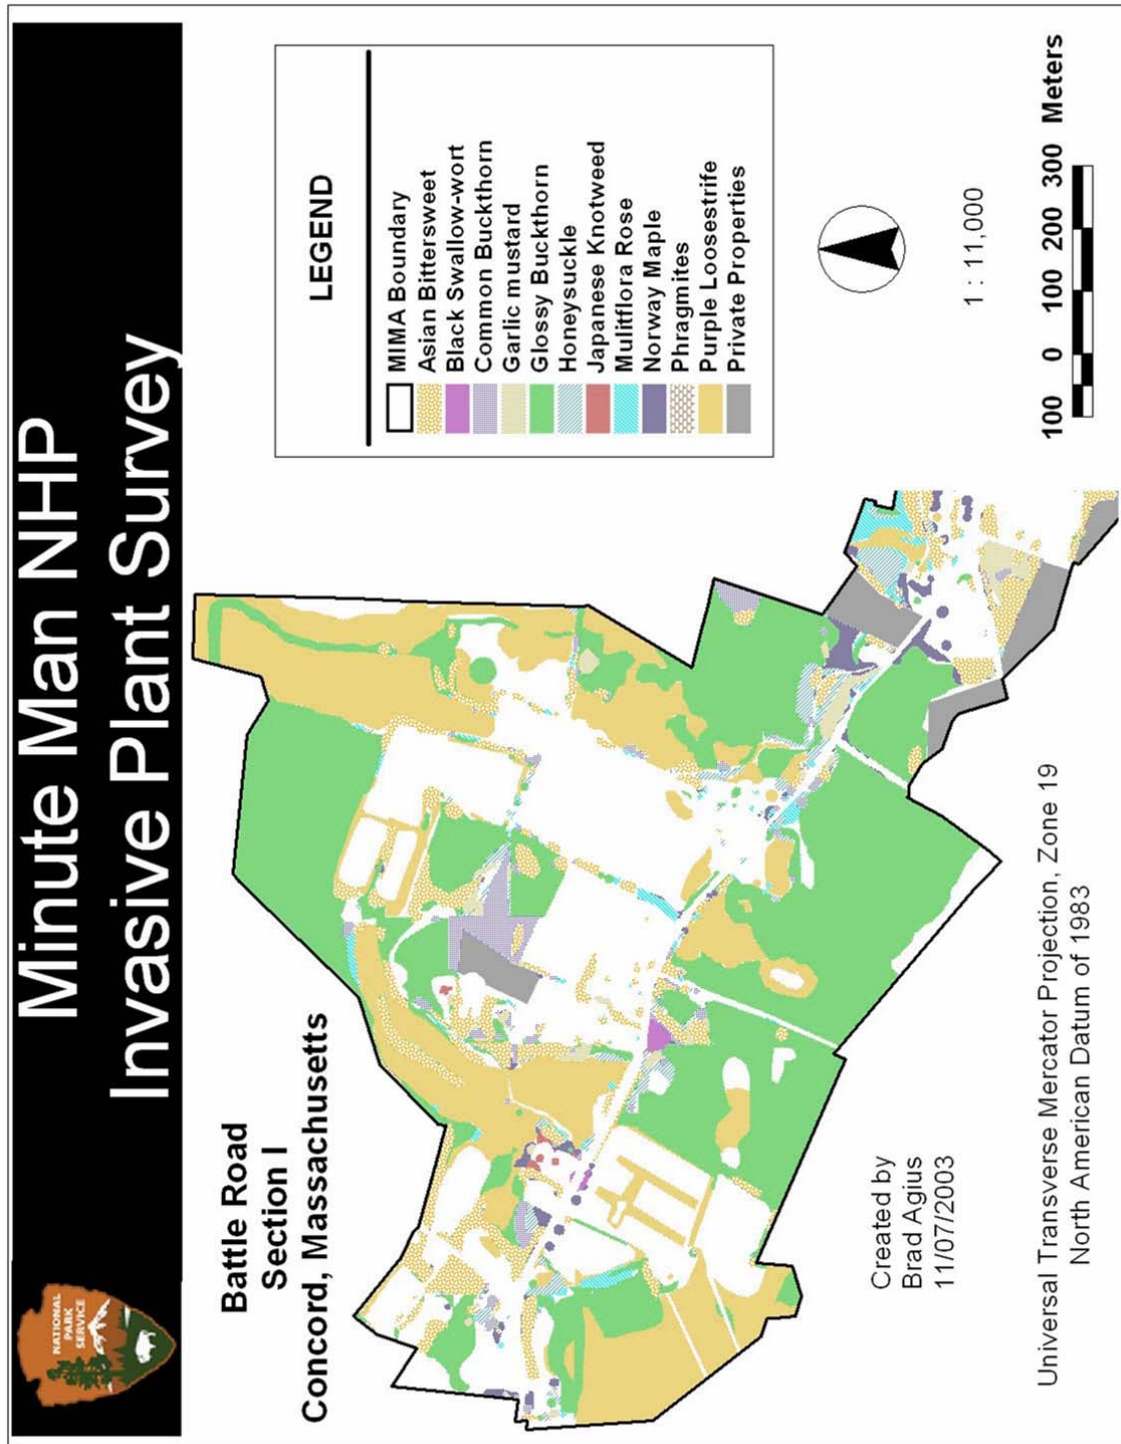 Minute Man NHP
Invasive Plant Survey
NATIONAL
PARK
SERVICE
Battle Road
Section I
Concord, Massachusetts
LEGEND
MIMA Boundary
Asian Bittersweet
Black Swallow-wort
Common Buckthorn
Garlic mustard
Glossy Buckthorn
Honeysuckle
Japanese Knotweed
Mulitflora Rose
Norway Maple
Phragmites
Purple Loosestrife
Private Properties
1 : 11,000
100 0 100 200 300 Meters
Created by
Brad Agius
11/07/2003
Universal Transverse Mercator Projection, Zone 19
North American Datum of 1983